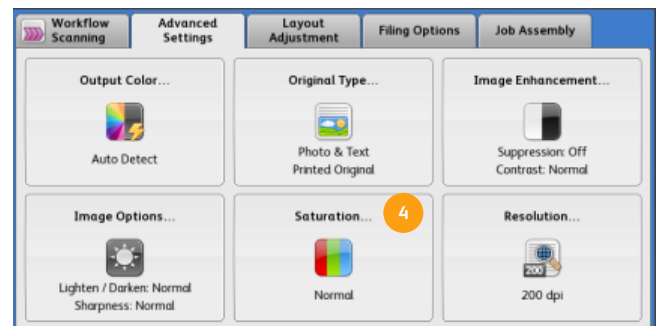 Workflow
Scanning
Advanced
Settings
Layout
Adjustment
Filing Options
Job Assembly
Output Color...
Original Type...
Image Enhancement...
Auto Detect
Photo & Text
Printed Original
Suppression: Off
Contrast: Normal
Image Options...
Saturation...
4
Resolution...
200
Lighten / Darken: Normal
Sharpness: Normal
Normal
200 dpi